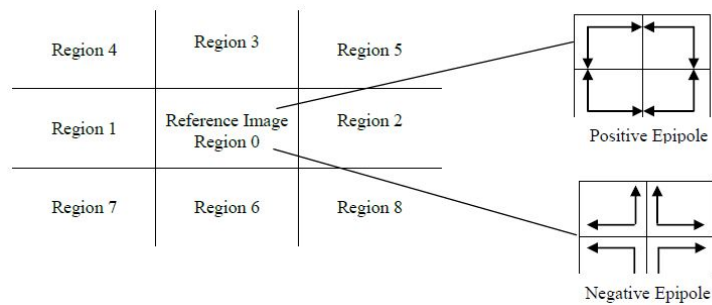 Region 4
Region 3
Region 5
Region 1
Reference Image
Region 0
Region 2
Region 7
Region 6
Region 8
Positive Epipole
Negative Epipole